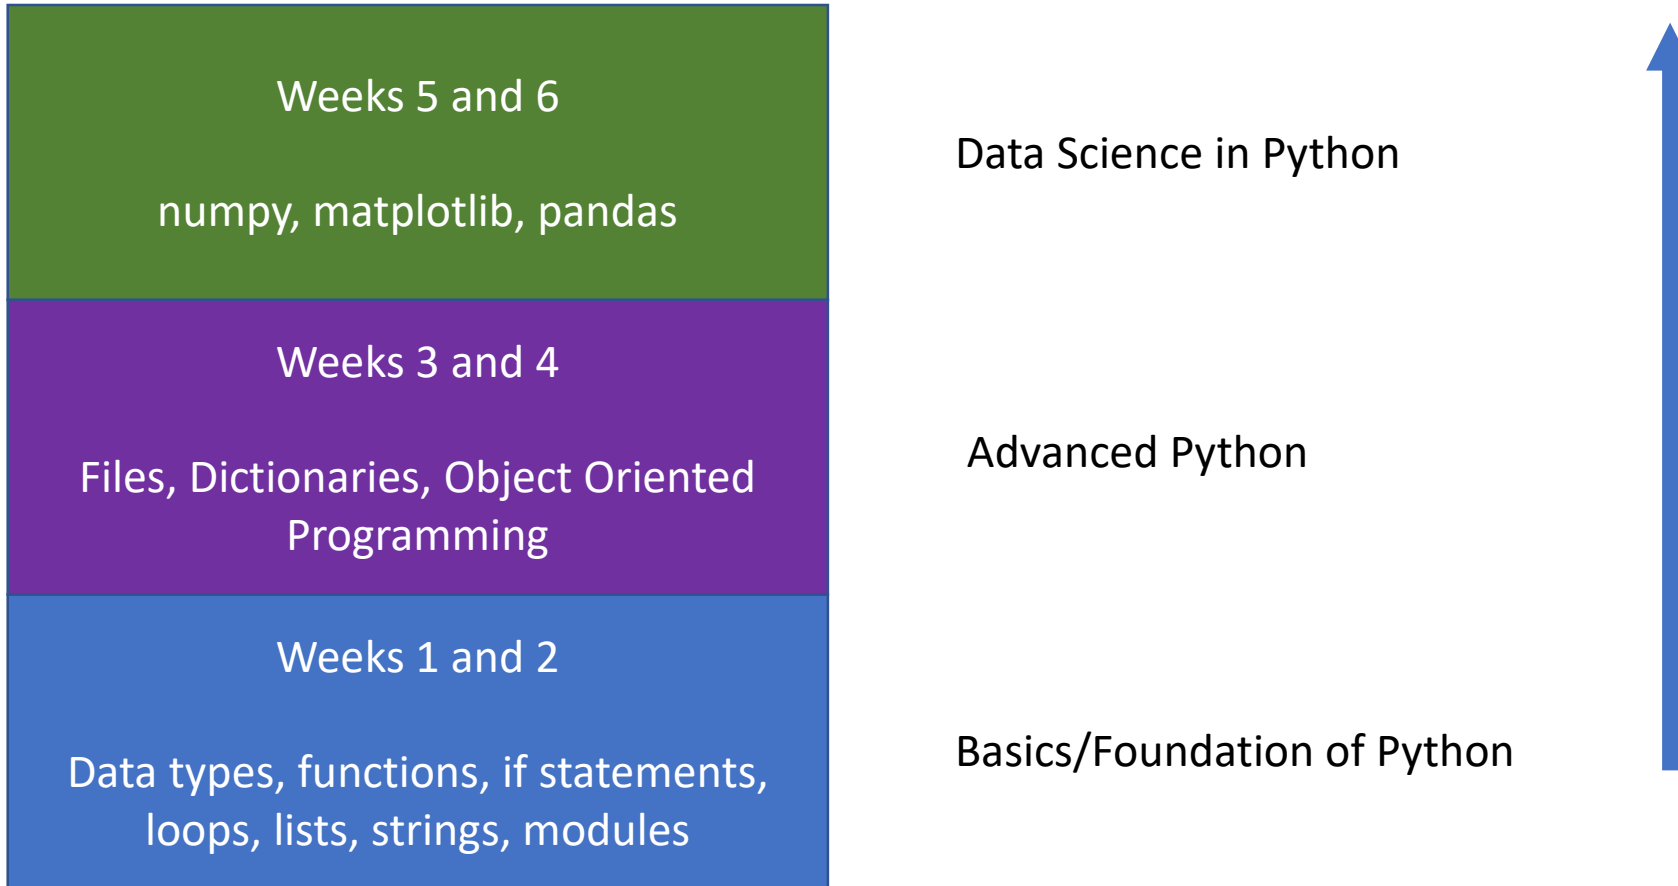 Weeks 5 and 6
numpy, matplotlib, pandas
Data Science in Python
Weeks 3 and 4
Files, Dictionaries, Object Oriented
Programming
Advanced Python
Weeks 1 and 2
Data types, functions, if statements,
loops, lists, strings, modules
Basics/Foundation of Python